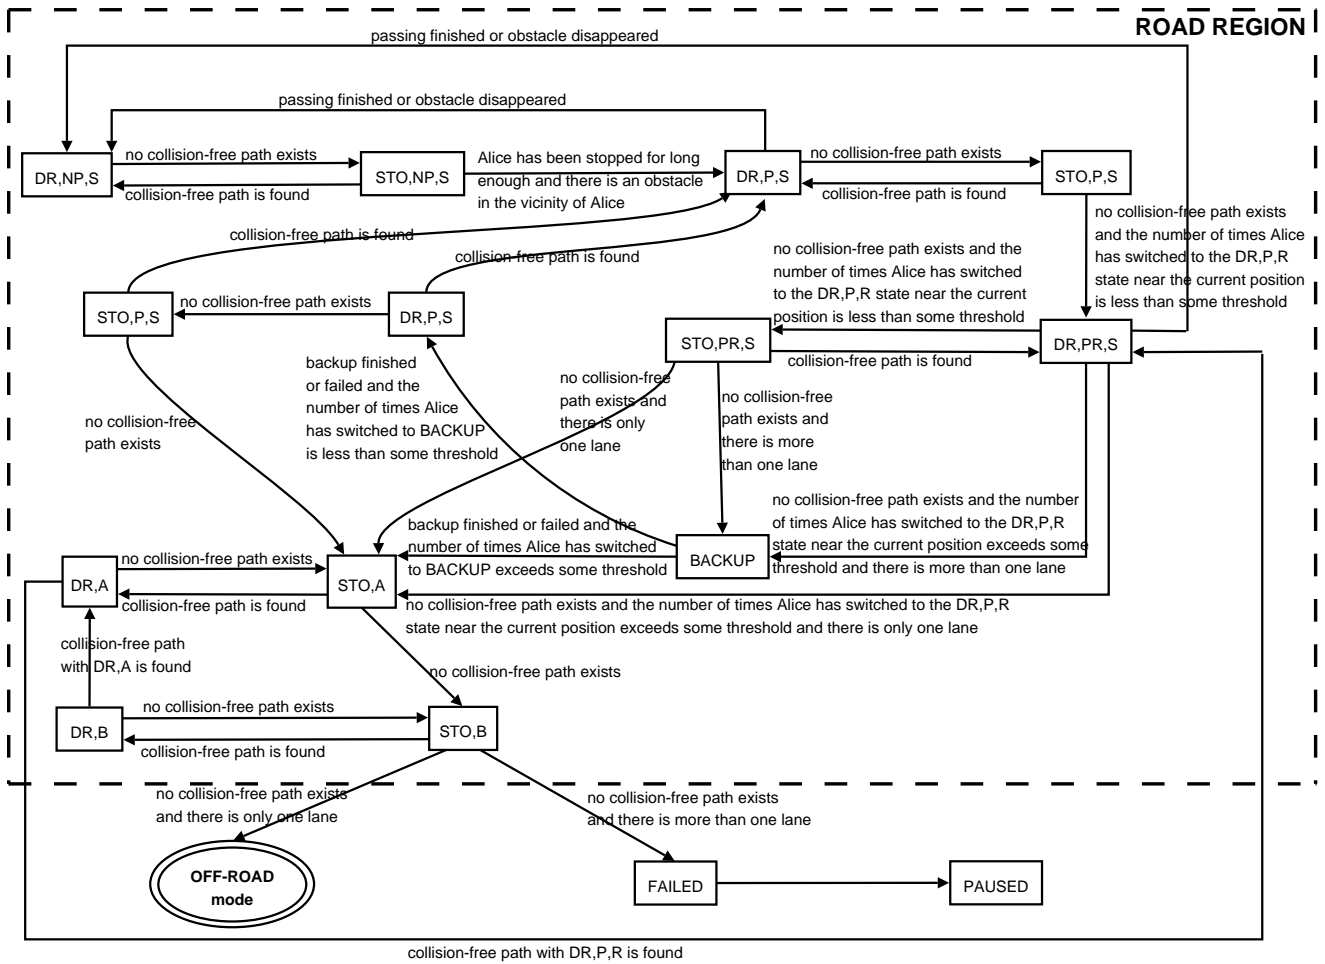 ROAD REGION
passing finished or obstacle disappeared
passing finished or obstacle disappeared
DR,NP,S
no collision-free path exists
collision-free path is found
STO,NP,S
Alice has been stopped for long
enough and there is an obstacle
in the vicinity of Alice
DR,P,S
no collision-free path exists
collision-free path is found
STO,P,S
no collision-free path exists
and the number of times Alice
has switched to the DR,P,R
state near the current position
is less than some threshold
collision-free path is found
collision-free path is found
no collision-free path exists and the
number of times Alice has switched
to the DR,P,R state near the current
position is less than some threshold
STO,P,S
no collision-free path exists
DR,P,S
STO,PR,S
collision-free path is found
DR,PR,S
backup finished
or failed and the
number of times Alice
has switched to BACKUP
is less than some threshold
no collision-free
path exists and
there is only
one lane
no collision-free
path exists and
there is more
than one lane
no collision-free
path exists
no collision-free path exists and the number
of times Alice has switched to the DR,P,R
state near the current position exceeds some
threshold and there is more than one lane
backup finished or failed and the
number of times Alice has switched
to BACKUP exceeds some threshold
BACKUP
DR,A
no collision-free path exists
collision-free path is found
STO,A
no collision-free path exists and the number of times Alice has switched to the DR,P,R
state near the current position exceeds some threshold and there is only one lane
collision-free path
with DR,A is found
no collision-free path exists
DR,B
no collision-free path exists
collision-free path is found
STO,B
no collision-free path exists
and there is only one lane
no collision-free path exists
and there is more than one lane
OFF-ROAD
mode
FAILED
PAUSED
collision-free path with DR,P,R is found